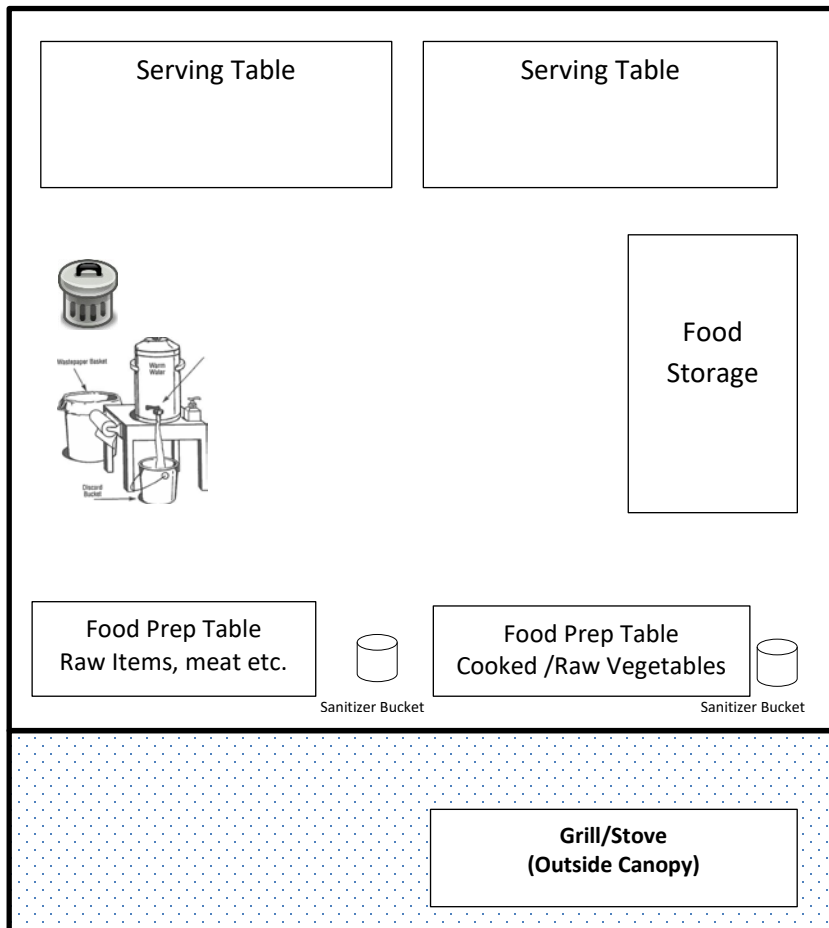 Serving Table
Serving Table
Wastepaper Basket
Warm
Water
Food
Storage
Discard
Bucket
Food Prep Table
Raw Items, meat etc.
Food Prep Table
Cooked /Raw Vegetables
Sanitizer Bucket
Sanitizer Bucket
Grill/Stove
(Outside Canopy)